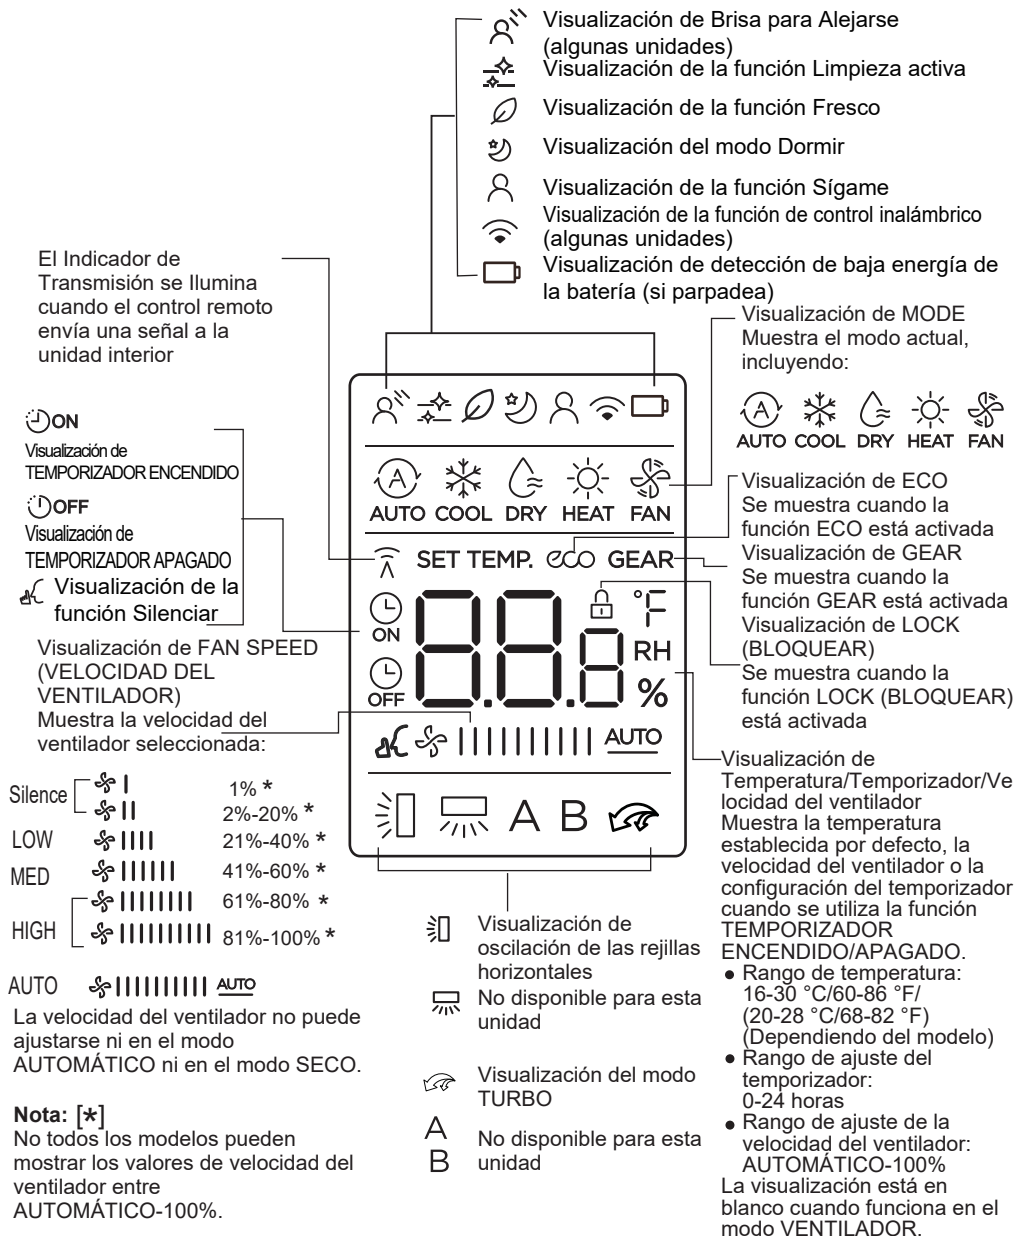 Visualización de Brisa para Alejarse
(algunas unidades)
Visualización de la función Limpieza activa
Visualización de la función Fresco
Visualización del modo Dormir
Visualización de la función Sígame
Visualización de la función de control inalámbrico
(algunas unidades)
Visualización de detección de baja energía de
la batería (si parpadea)
El Indicador de
Transmisión se Ilumina
cuando el control remoto
envía una señal a la
unidad interior
ON
Visualización de
TEMPORIZADOR ENCENDIDO
OFF
Visualización de
TEMPORIZADOR APAGADO
Visualización de la
función Silenciar
Visualización de FAN SPEED
(VELOCIDAD DEL
VENTILADOR)
Muestra la velocidad del
ventilador seleccionada:
Silence 1% *
2%-20% *
LOW 21%-40% *
MED 41%-60% *
61%-80% *
HIGH 81%-100% *
AUTO AUTO
La velocidad del ventilador no puede
ajustarse ni en el modo
AUTOMÁTICO ni en el modo SECO.
Nota: [*]
No todos los modelos pueden
mostrar los valores de velocidad del
ventilador entre
AUTOMÁTICO-100%.
A
AUTO COOL DRY HEAT FAN
SET TEMP. eco GEAR
ON
OFF
8.8.8
°F
RH
%
AUTO
A B
Visualización de
oscilación de las rejillas
horizontales
No disponible para esta
unidad
Visualización del modo
TURBO
A
B
No disponible para esta
unidad
Visualización de MODE
Muestra el modo actual,
incluyendo:
A
AUTO COOL DRY HEAT FAN
Visualización de ECO
Se muestra cuando la
función ECO está activada
Visualización de GEAR
Se muestra cuando la
función GEAR está activada
Visualización de LOCK
(BLOQUEAR)
Se muestra cuando la
función LOCK (BLOQUEAR)
está activada
Visualización de
Temperatura/Temporizador/Ve
locidad del ventilador
Muestra la temperatura
establecida por defecto, la
velocidad del ventilador o la
configuración del temporizador
cuando se utiliza la función
TEMPORIZADOR
ENCENDIDO/APAGADO.
● Rango de temperatura:
16-30 °C/60-86 °F/
(20-28 °C/68-82 °F)
(Dependiendo del modelo)
● Rango de ajuste del
temporizador:
0-24 horas
● Rango de ajuste de la
velocidad del ventilador:
AUTOMÁTICO-100%
La visualización está en
blanco cuando funciona en el
modo VENTILADOR.